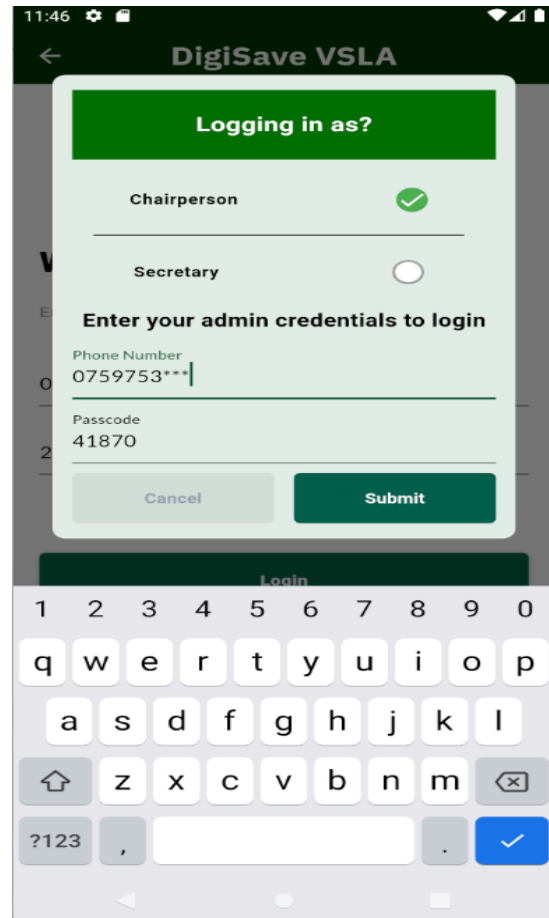 11:46
DigiSave VSLA
Logging in as?
Chairperson
Secretary
Enter your admin credentials to login
Phone Number
0759753***
Passcode
41870
Cancel
Submit
Login
1 2 3 4 5 6 7 8 9 0
q w e r t y u i o p
a s d f g h j k l
z x c v b n m
?123 , .